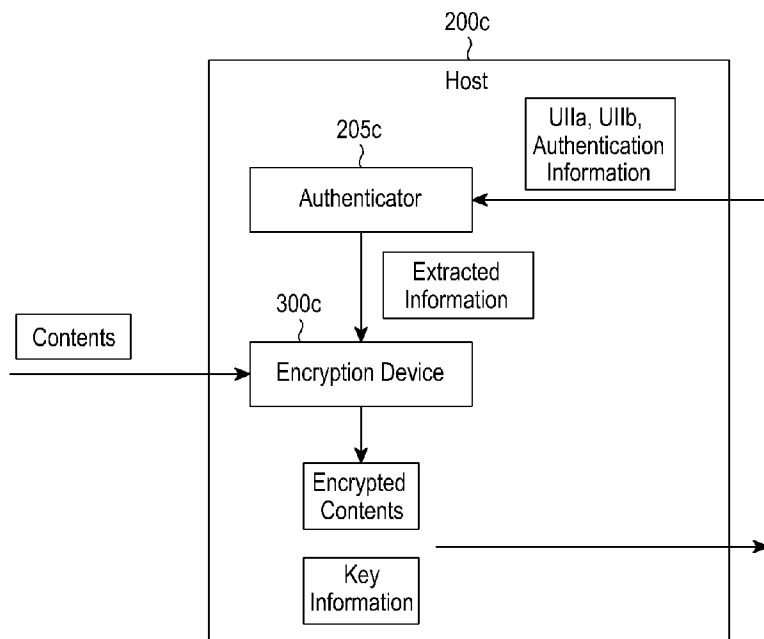 200c
Host
UIIa, UIIb,
Authentication
Information
205c
Authenticator
Extracted
Information
300c
Contents
Encryption Device
Encrypted
Contents
Key
Information